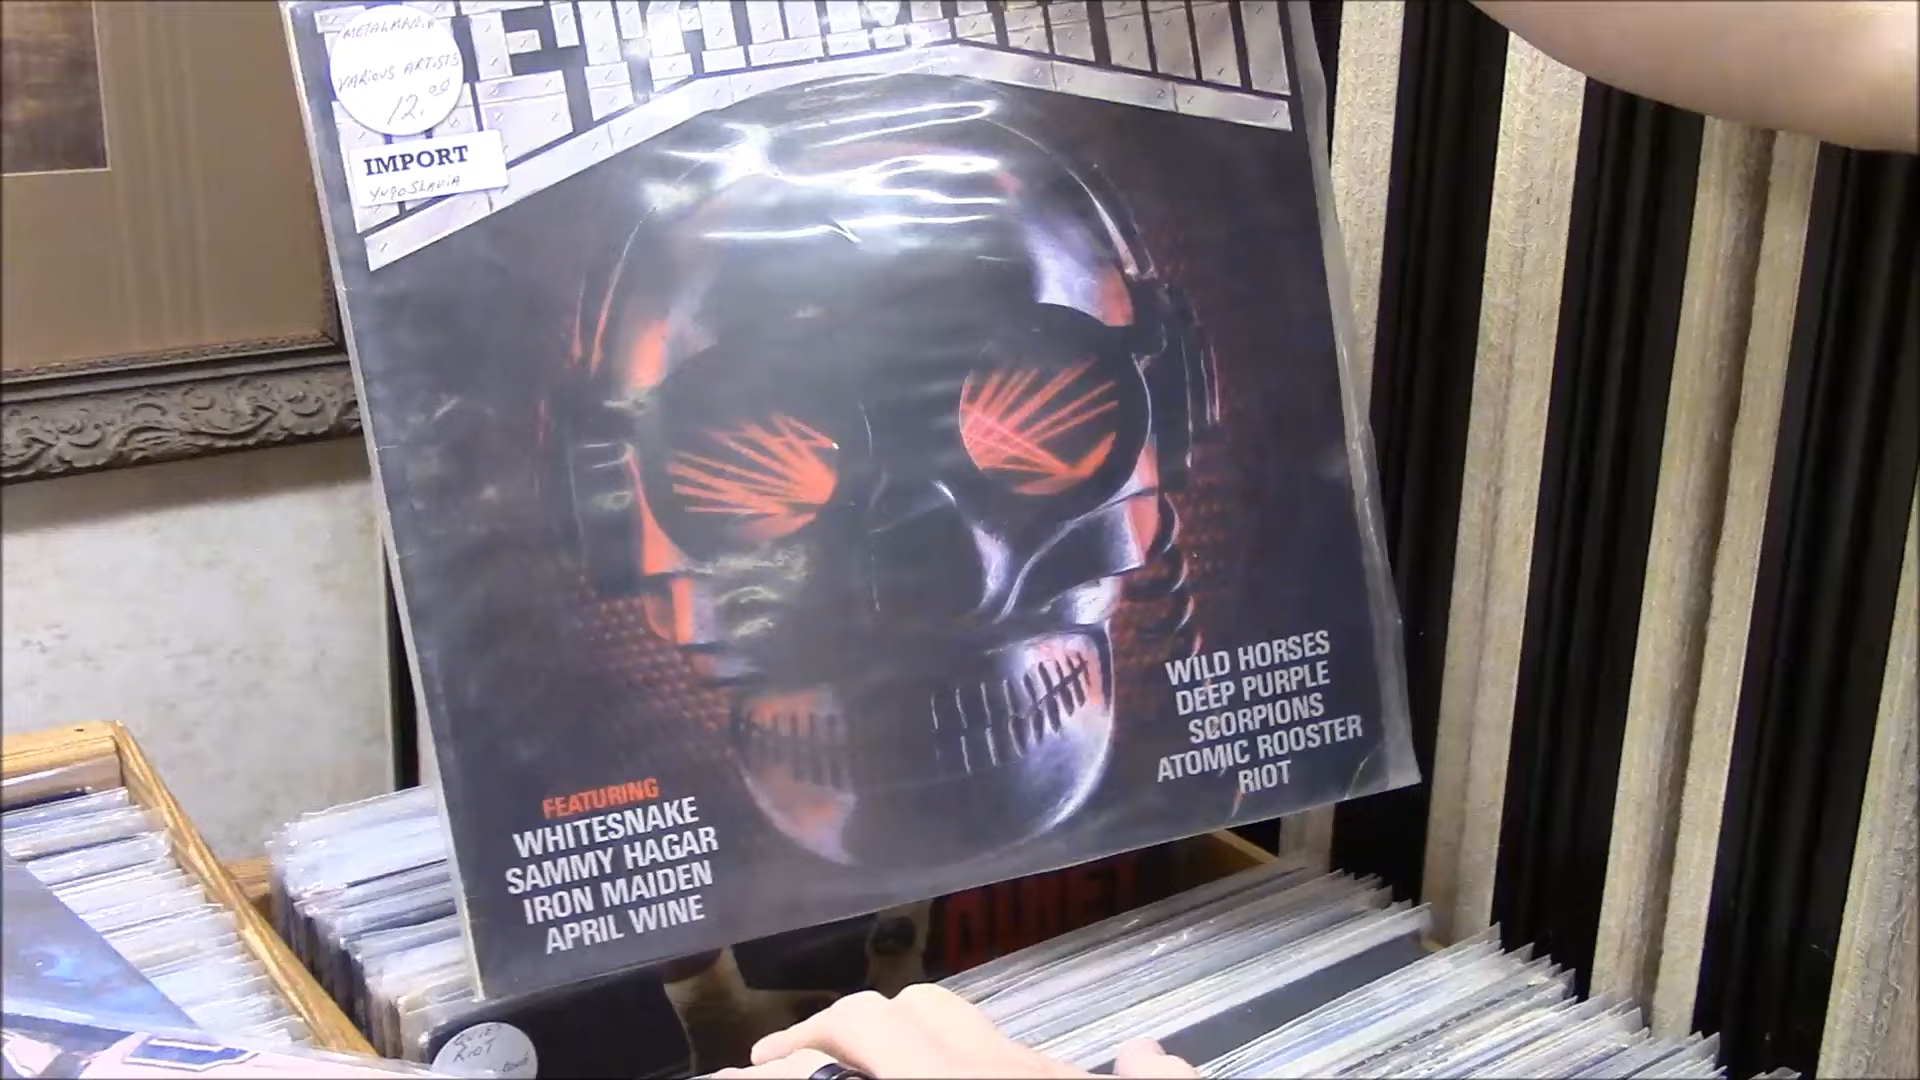 METALMANIA
VARIOUS ARTISTS
12.00
IMPORT
YUGOSLAVIA
WILD HORSES
DEEP PURPLE
SCORPIONS
ATOMIC ROOSTER
RIOT
FEATURING
WHITESNAKE
SAMMY HAGAR
IRON MAIDEN
APRIL WINE
QUIET
QUIET
RIOT